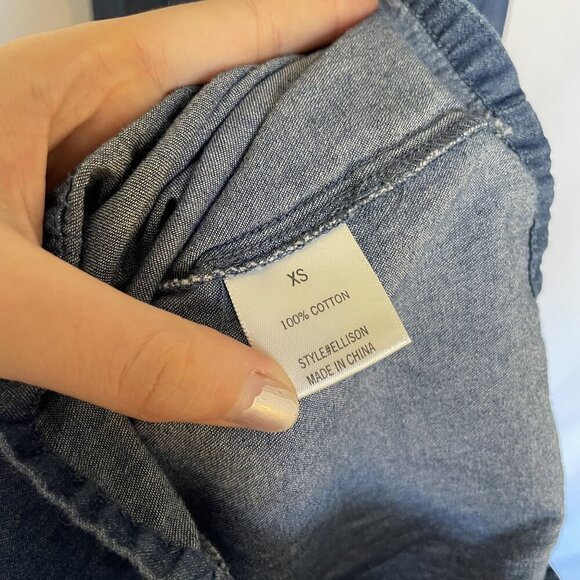 XS
100% COTTON
STYLE#ELLISON
MADE IN CHINA